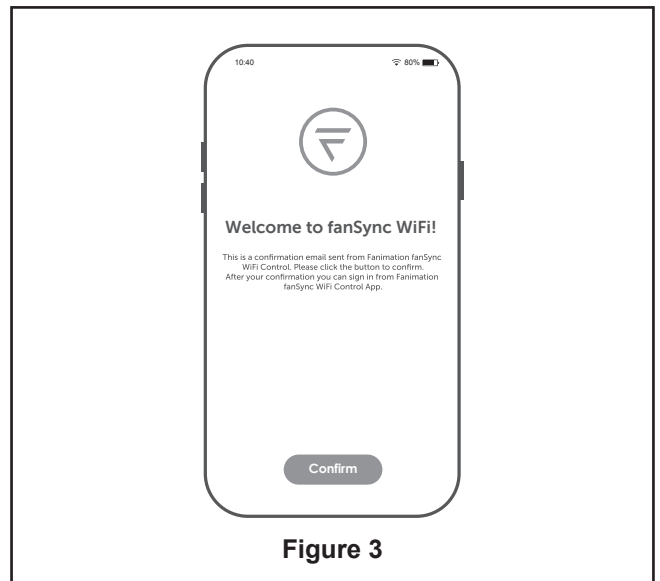 10:40 80%
Welcome to fanSync WiFi!
This is a confirmation email sent from Fanimation fanSync
WiFi Control. Please click the button to confirm.
After your confirmation you can sign in from Fanimation
fanSync WiFi Control App.
Confirm
Figure 3